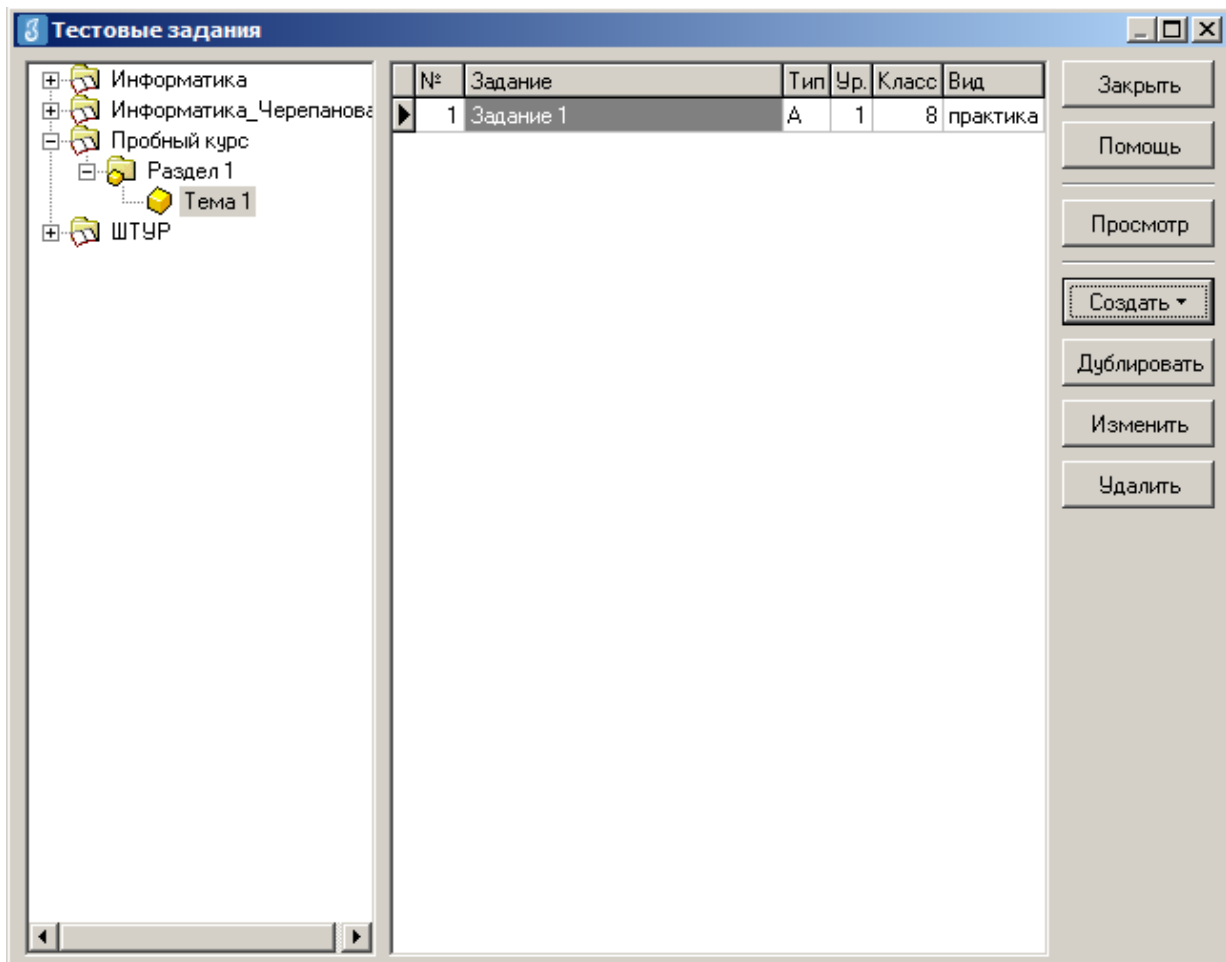 Тестовые задания
Информатика
Информатика_Черепанова
Пробный курс
Раздел 1
Тема 1
ШТУР
№ Задание Тип Ур. Класс Вид
1 Задание 1 А 1 8 практика
Закрыть
Помощь
Просмотр
Создать
Дублировать
Изменить
Удалить